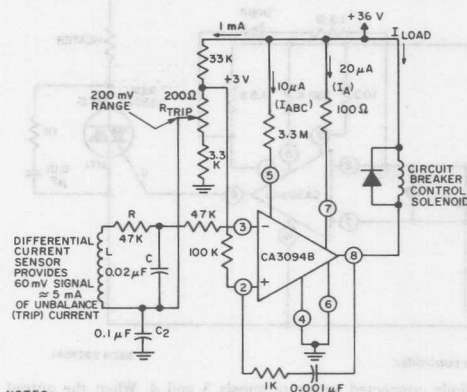 +36 V
1 mA
I LOAD
33 K
+3 V
10 µA
(I ABC)
20 µA
(I A)
200 mV
RANGE
200 Ω
R TRIP
3.3 M
100 Ω
3.3 K
5
7
CIRCUIT
BREAKER
CONTROL
SOLENOID
R
47K
47K
3
−
DIFFERENTIAL
CURRENT
SENSOR
PROVIDES
60 mV SIGNAL
≈ 5 mA
OF UNBALANCE
(TRIP) CURRENT
L
C
0.02 µF
100 K
CA3094B
8
2
+
4
6
0.1 µF
C2
1K
0.001 µF